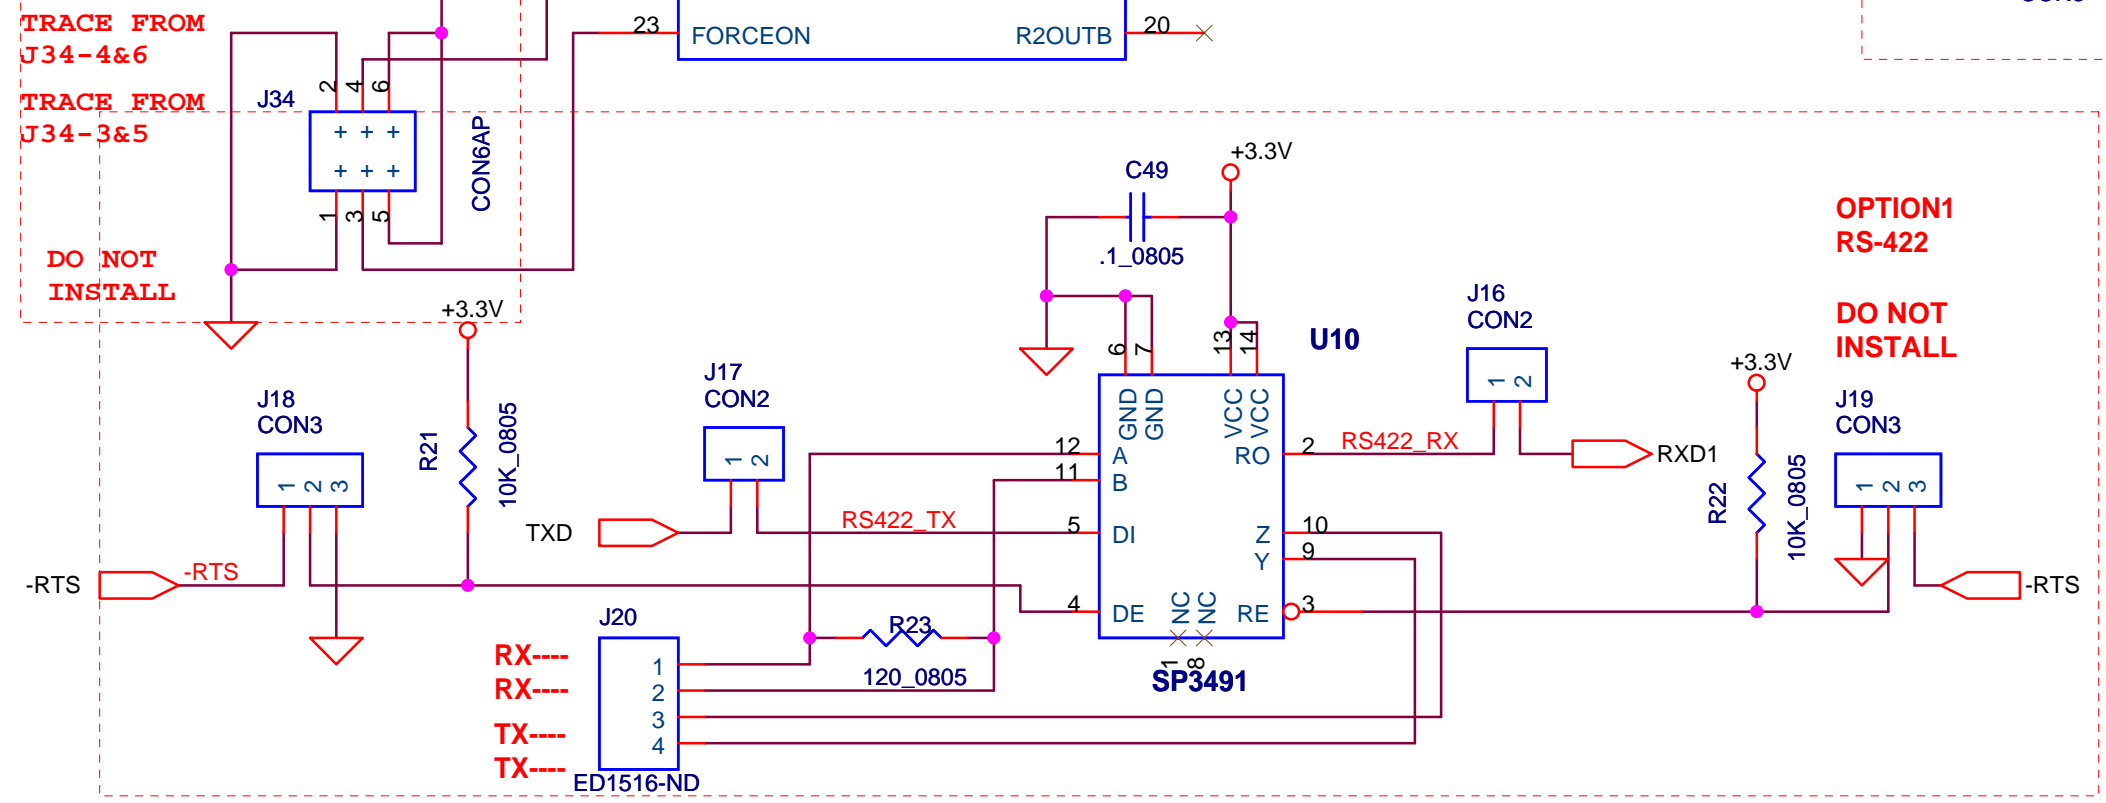 TRACE FROM
J34-4&6
TRACE FROM
J34-3&5
23
FORCEON
R2OUTB
20
2
4
6
J34
+ + +
+ + +
CON6AP
1
3
5
DO NOT
INSTALL
+3.3V
C49
.1_0805
+3.3V
OPTION1
RS-422
DO NOT
INSTALL
J16
CON2
1
2
U10
6
7
13
14
GND
GND
VCC
VCC
+3.3V
J19
CON3
1
2
3
J18
CON3
1
2
3
R21
10K_0805
J17
CON2
1
2
12
A
11
B
RO
2
RS422_RX
RXD1
R22
10K_0805
TXD
RS422_TX
5
DI
Z
10
Y
9
-RTS
-RTS
4
DE
NC
NC
RE
3
-RTS
1
8
SP3491
J20
R23
120_0805
RX----
RX----
TX----
TX----
1
2
3
4
ED1516-ND